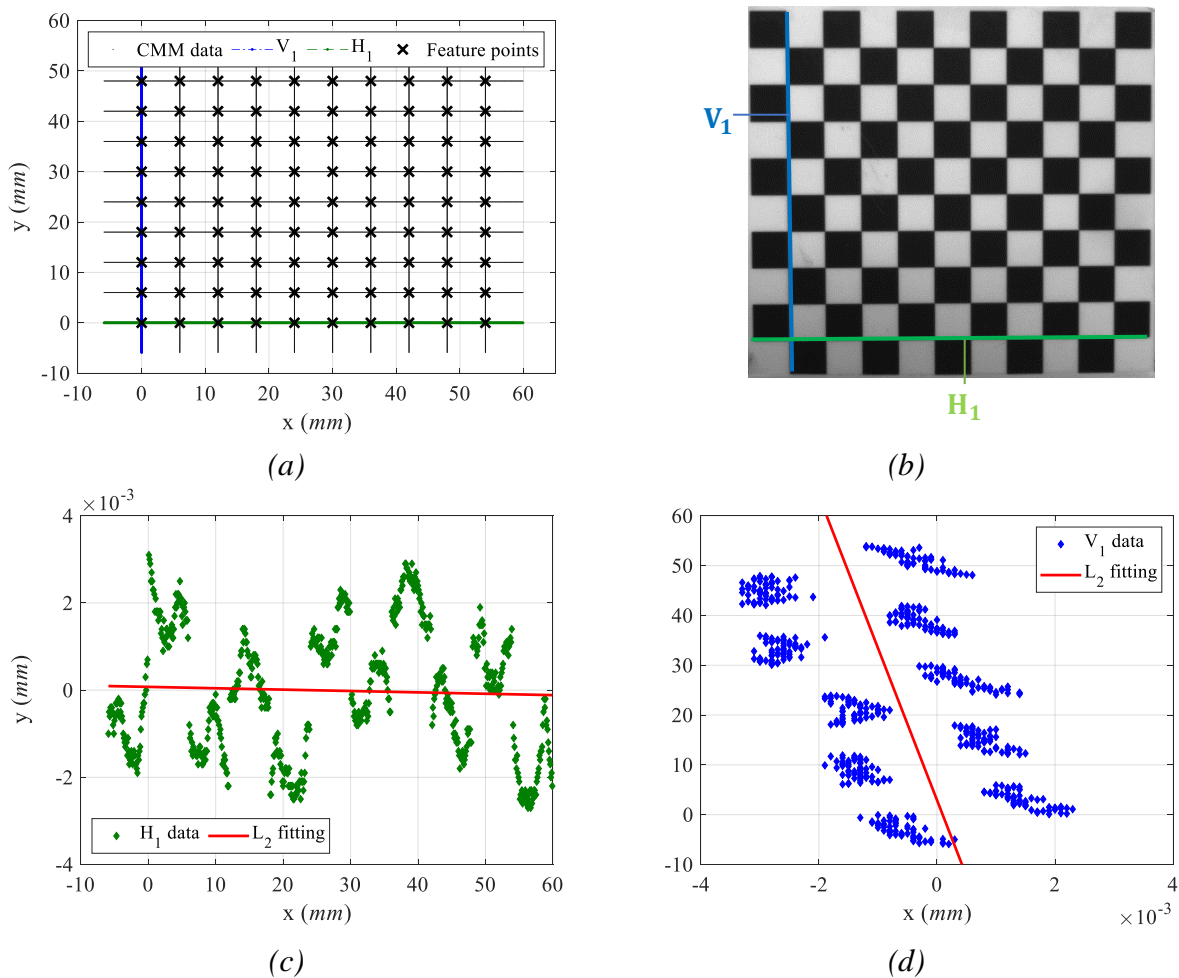 60
50
40
30
20
10
0
-10
CMM data V₁ H₁ Feature points
y (mm)
-10 0 10 20 30 40 50 60
x (mm)
(a)
V₁
H₁
(b)
×10⁻³
4
2
0
-2
-4
y (mm)
H₁ data L₂ fitting
-10 0 10 20 30 40 50 60
x (mm)
(c)
60
50
40
30
20
10
0
-10
y (mm)
V₁ data
L₂ fitting
-4 -2 0 2 4
x (mm)
×10⁻³
(d)